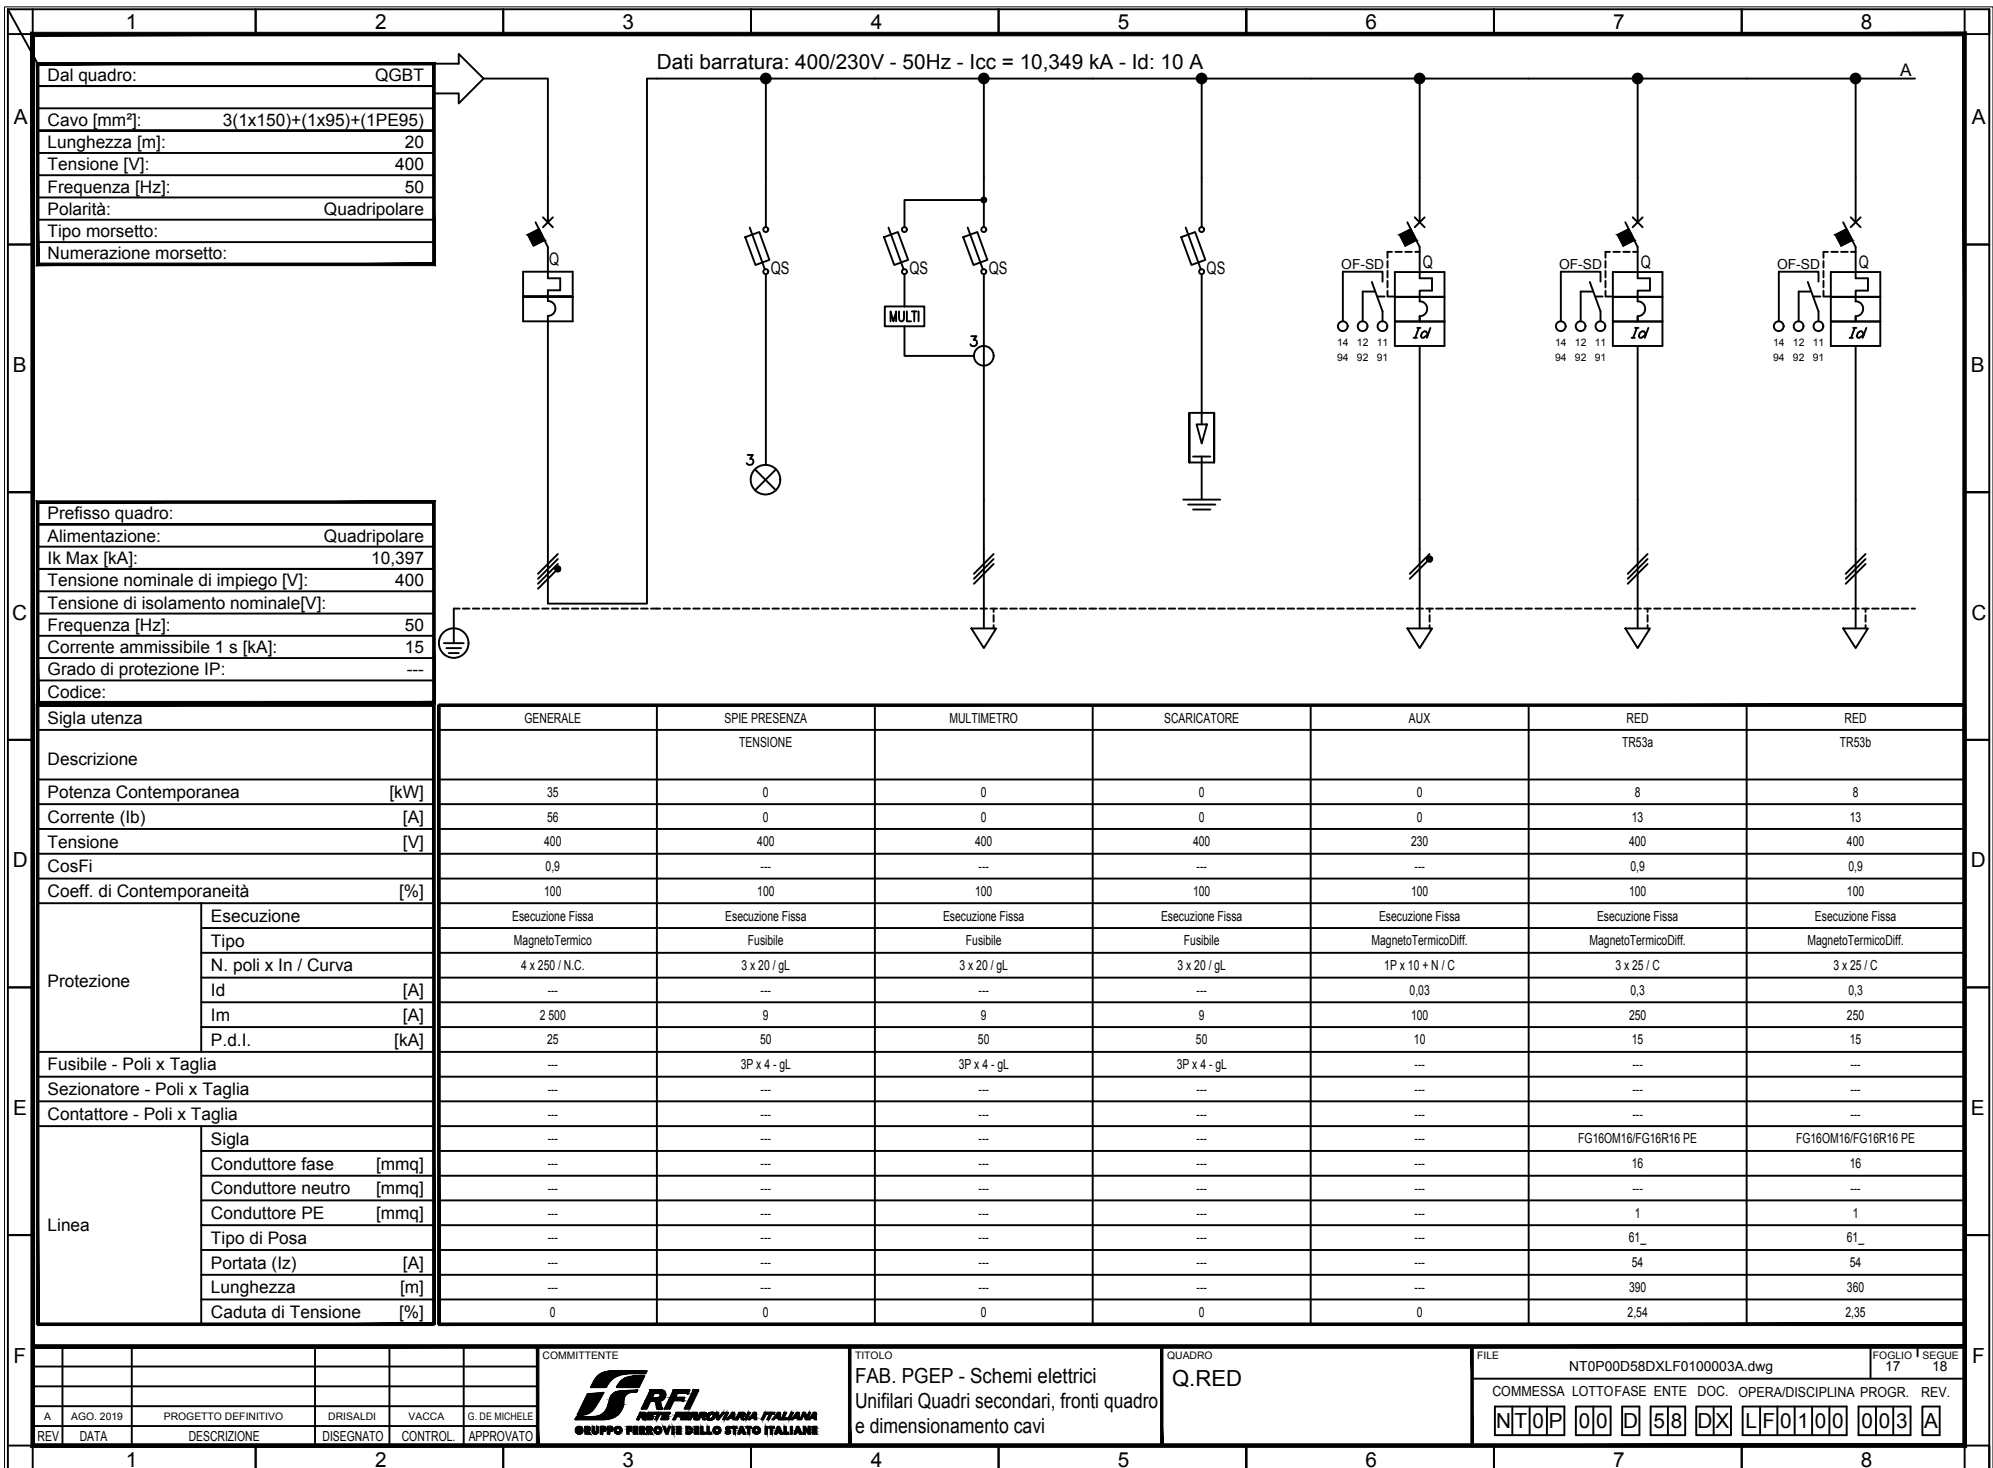 1 2 3 4 5 6 7 8
A
B
C
D
E
F
Dati barratura: 400/230V - 50Hz - Icc = 10,349 kA - Id: 10 A
A
Dal quadro: QGBT
Cavo [mm²]: 3(1x150)+(1x95)+(1PE95)
Lunghezza [m]: 20
Tensione [V]: 400
Frequenza [Hz]: 50
Polarità: Quadripolare
Tipo morsetto:
Numerazione morsetto:
Q
QS
3
QS
QS
MULTI
3
QS
OF-SD Q
Id
14 12 11
94 92 91
OF-SD Q
Id
14 12 11
94 92 91
OF-SD Q
Id
14 12 11
94 92 91
Prefisso quadro:
Alimentazione: Quadripolare
Ik Max [kA]: 10,397
Tensione nominale di impiego [V]: 400
Tensione di isolamento nominale[V]:
Frequenza [Hz]: 50
Corrente ammissibile 1 s [kA]: 15
Grado di protezione IP: ---
Codice:
Sigla utenza GENERALE SPIE PRESENZA MULTIMETRO SCARICATORE AUX RED RED
Descrizione TENSIONE TR53a TR53b
Potenza Contemporanea [kW] 35 0 0 0 0 8 8
Corrente (Ib) [A] 56 0 0 0 0 13 13
Tensione [V] 400 400 400 400 230 400 400
CosFi 0,9 --- --- --- --- 0,9 0,9
Coeff. di Contemporaneità [%] 100 100 100 100 100 100 100
Protezione
Esecuzione Esecuzione Fissa Esecuzione Fissa Esecuzione Fissa Esecuzione Fissa Esecuzione Fissa Esecuzione Fissa Esecuzione Fissa
Tipo MagnetoTermico Fusibile Fusibile Fusibile MagnetoTermicoDiff. MagnetoTermicoDiff. MagnetoTermicoDiff.
N. poli x In / Curva 4 x 250 / N.C. 3 x 20 / gL 3 x 20 / gL 3 x 20 / gL 1P x 10 + N / C 3 x 25 / C 3 x 25 / C
Id [A] --- --- --- --- 0,03 0,3 0,3
Im [A] 2 500 9 9 9 100 250 250
P.d.I. [kA] 25 50 50 50 10 15 15
Fusibile - Poli x Taglia --- 3P x 4 - gL 3P x 4 - gL 3P x 4 - gL --- --- ---
Sezionatore - Poli x Taglia --- --- --- --- --- --- ---
Contattore - Poli x Taglia --- --- --- --- --- --- ---
Linea
Sigla --- --- --- --- --- FG16OM16/FG16R16 PE FG16OM16/FG16R16 PE
Conduttore fase [mmq] --- --- --- --- --- 16 16
Conduttore neutro [mmq] --- --- --- --- --- --- ---
Conduttore PE [mmq] --- --- --- --- --- 1 1
Tipo di Posa --- --- --- --- --- 61_ 61_
Portata (Iz) [A] --- --- --- --- --- 54 54
Lunghezza [m] --- --- --- --- --- 390 360
Caduta di Tensione [%] 0 0 0 0 0 2,54 2,35
A AGO. 2019 PROGETTO DEFINITIVO DRISALDI VACCA G. DE MICHELE
REV DATA DESCRIZIONE DISEGNATO CONTROL. APPROVATO
COMMITTENTE
RFI
RETE FERROVIARIA ITALIANA
GRUPPO FERROVIE DELLO STATO ITALIANE
TITOLO
FAB. PGEP - Schemi elettrici
Unifilari Quadri secondari, fronti quadro
e dimensionamento cavi
QUADRO
Q.RED
FILE
NT0P00D58DXLF0100003A.dwg
FOGLIO SEGUE
17 18
COMMESSA LOTTO FASE ENTE DOC. OPERA/DISCIPLINA PROGR. REV.
NT0P 00 D 58 DX LF0100 003 A
A
B
C
D
E
F
1 2 3 4 5 6 7 8